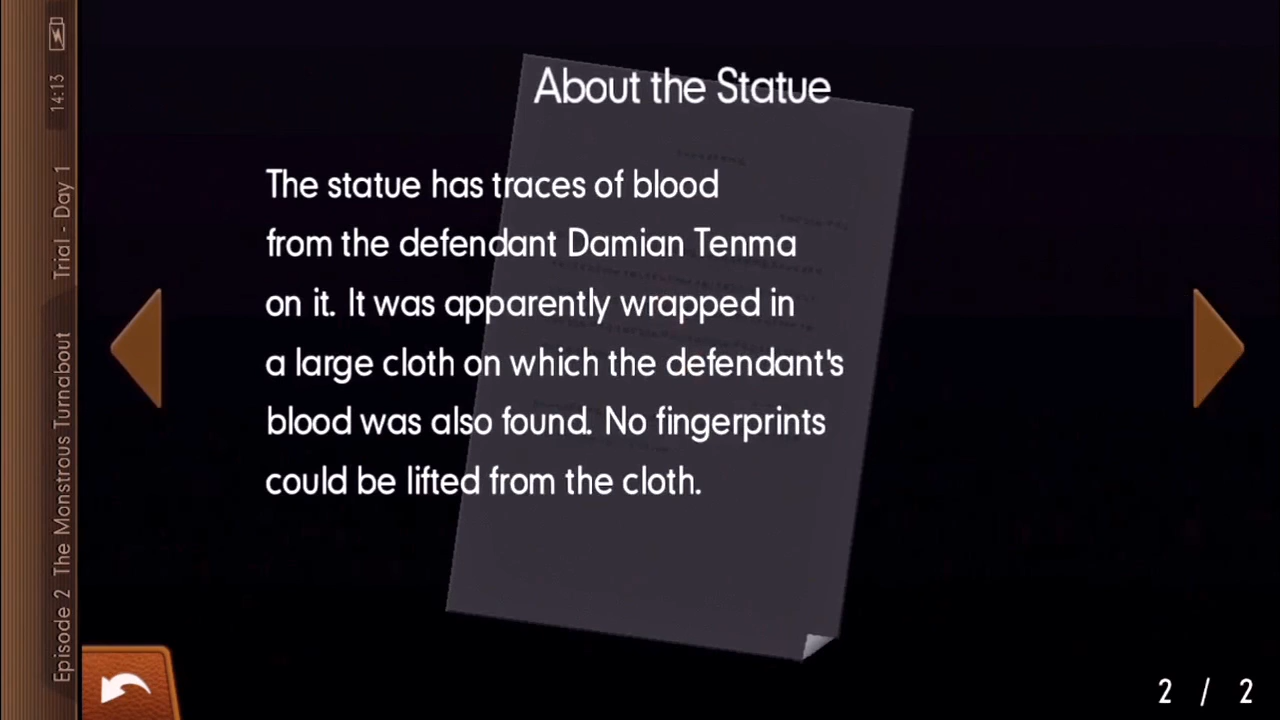 About the Statue
The statue has traces of blood
from the defendant Damian Tenma
on it. It was apparently wrapped in
a large cloth on which the defendant's
blood was also found. No fingerprints
could be lifted from the cloth.
2 / 2
Episode 2 The Monstrous Turnabout
Trial - Day 1
14:13